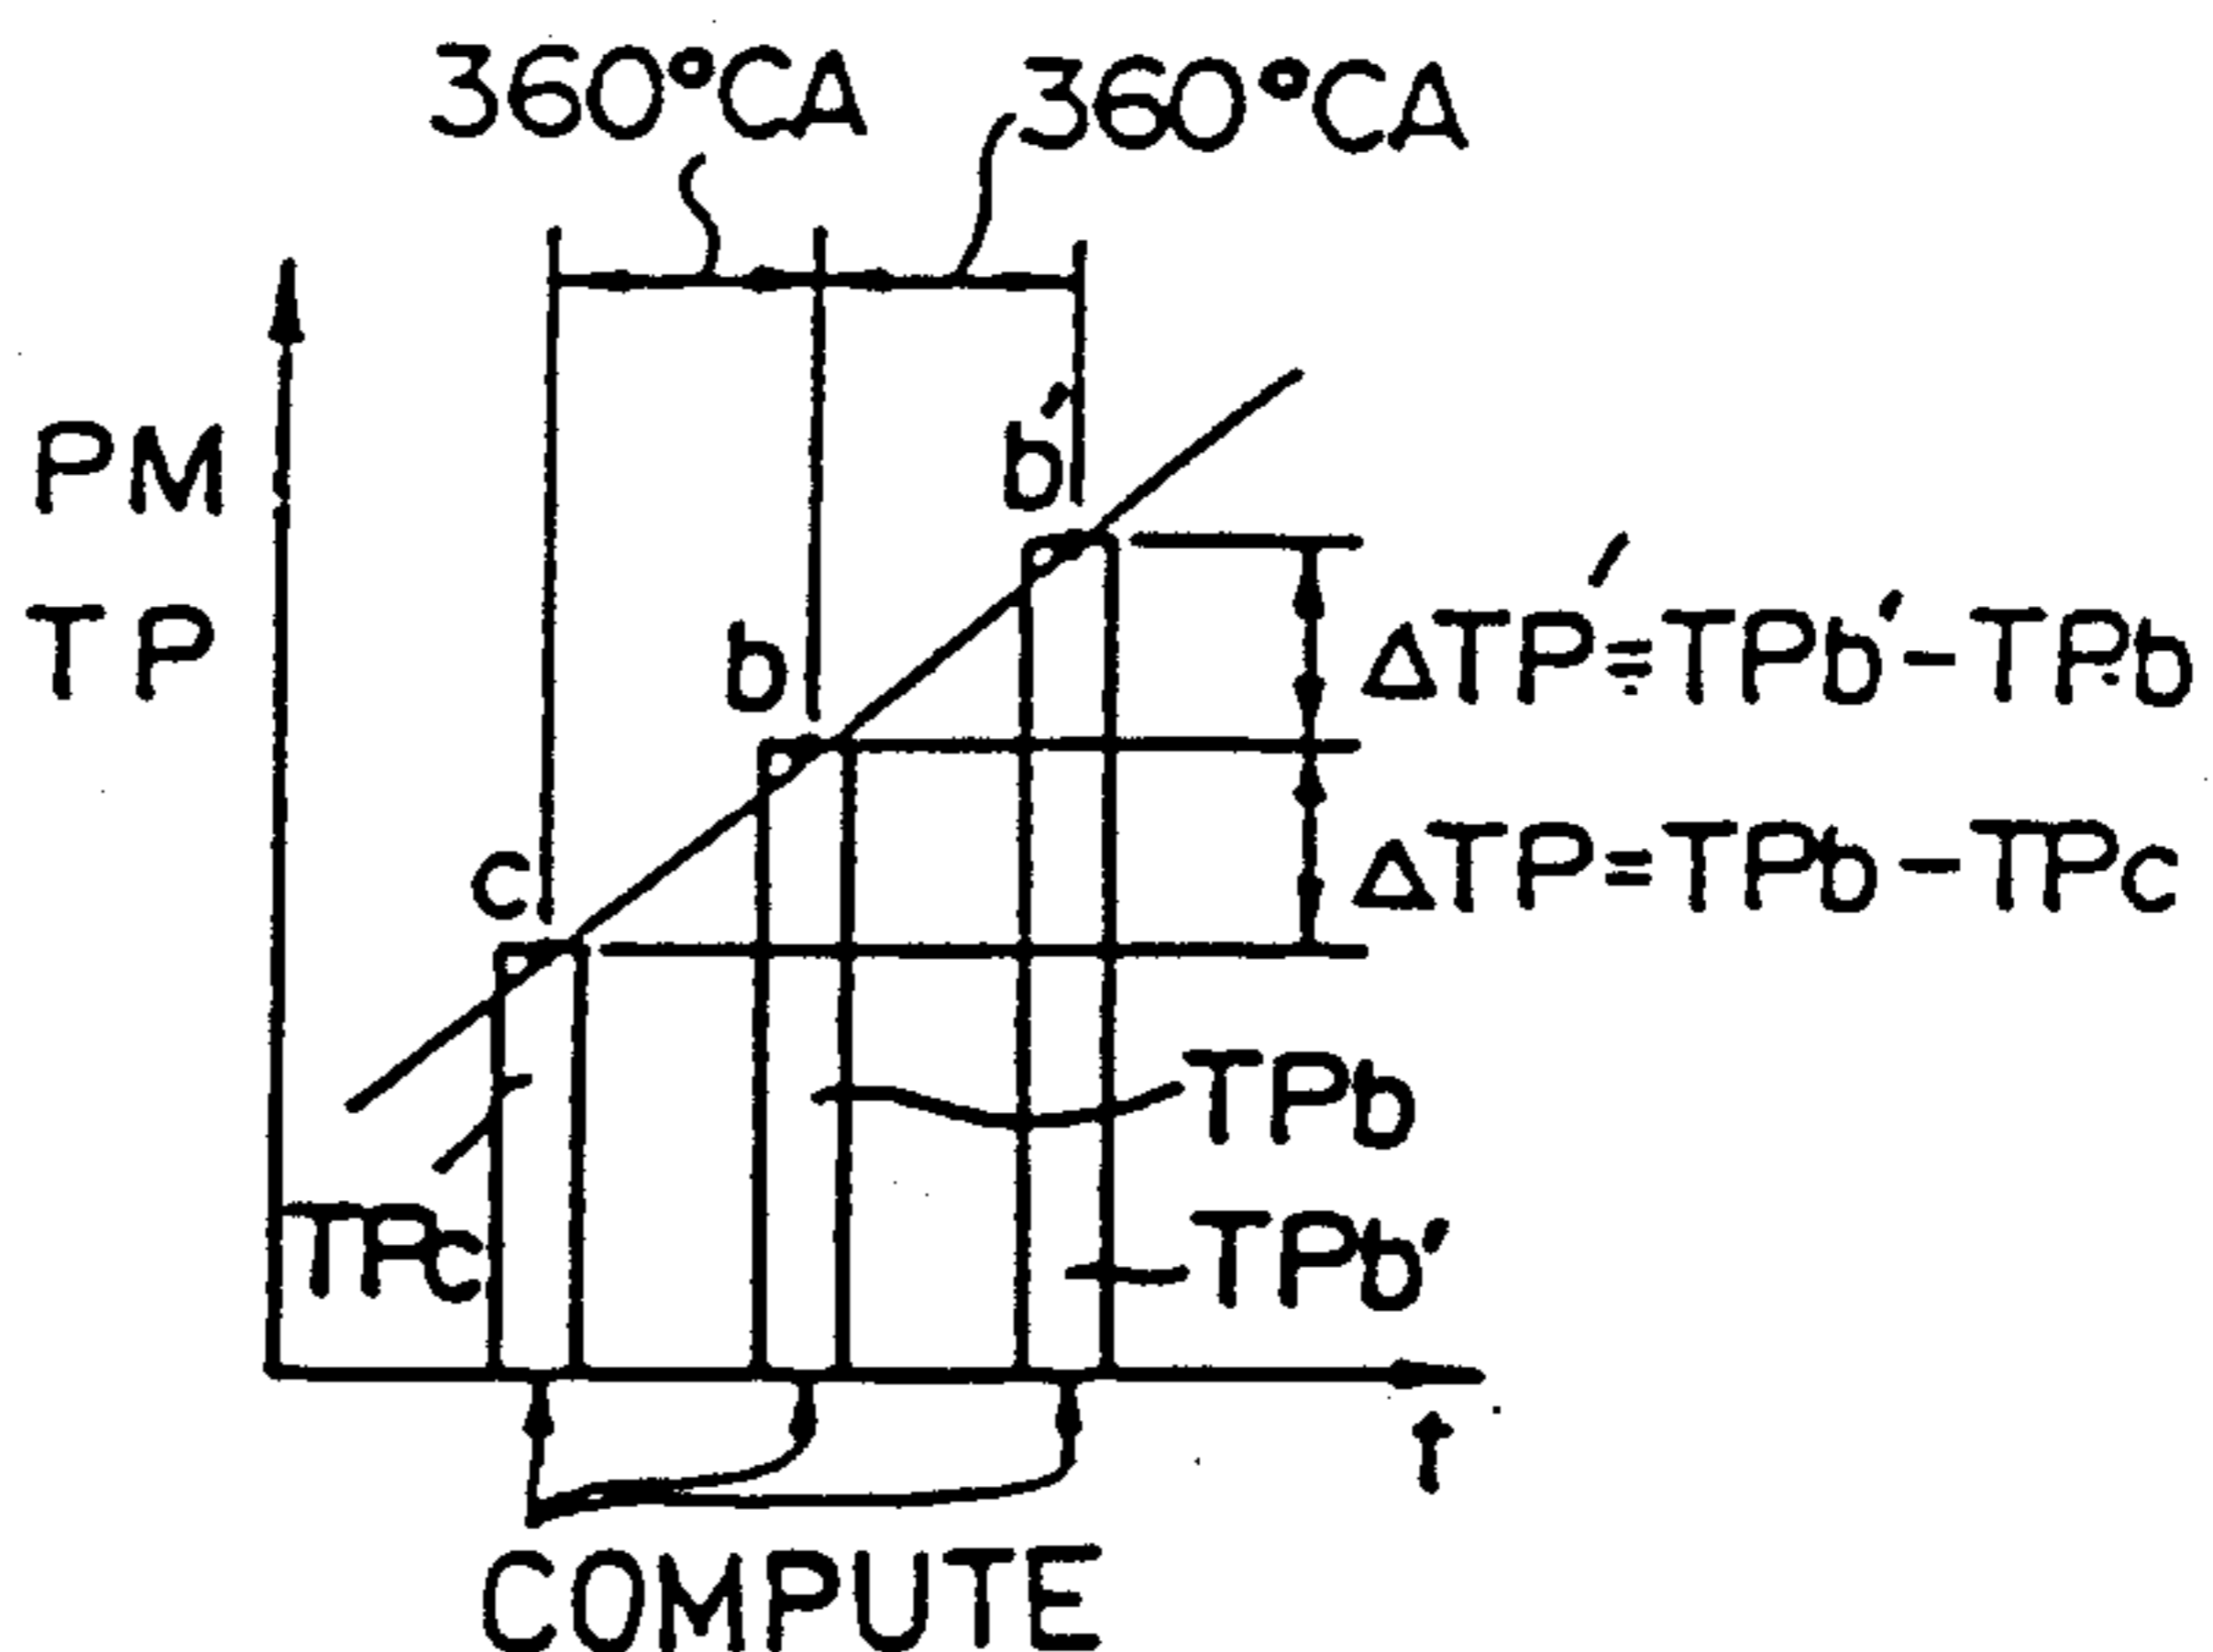 360°CA 360°CA
PM
TP
b′
b
c
ΔTP′=TPb′-TPb
ΔTP=TPb-TPc
TPb
TPc
TPb′
t
COMPUTE